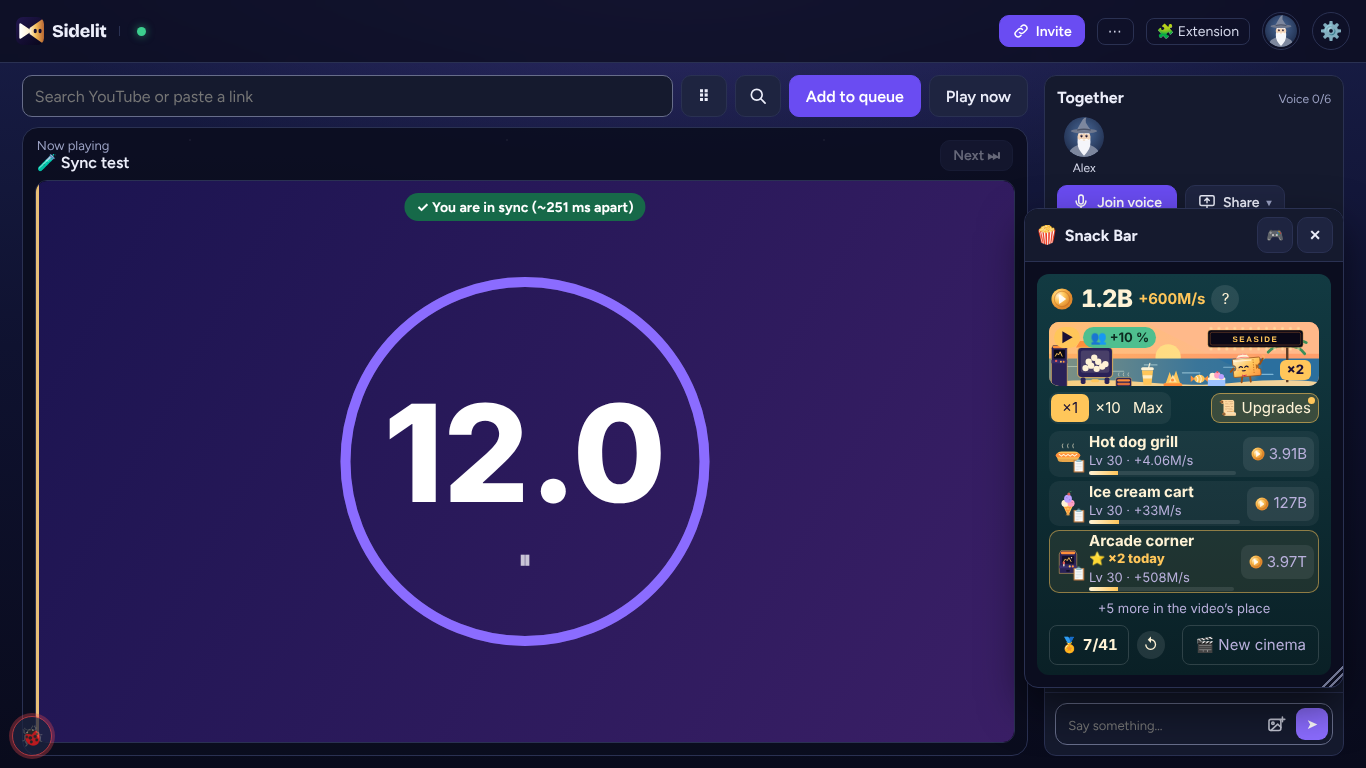 Sidelit
Invite
...
Extension
Search YouTube or paste a link
Add to queue
Play now
Now playing
Sync test
Next
✓ You are in sync (~251 ms apart)
12.0
Together
Voice 0/6
Alex
Join voice
Share
Snack Bar
1.2B +600M/s ?
+10 %
SEASIDE
×2
×1 ×10 Max
Upgrades
Hot dog grill
Lv 30 · +4.06M/s
3.91B
Ice cream cart
Lv 30 · +33M/s
127B
Arcade corner
×2 today
Lv 30 · +508M/s
3.97T
+5 more in the video's place
7/41
New cinema
Say something...